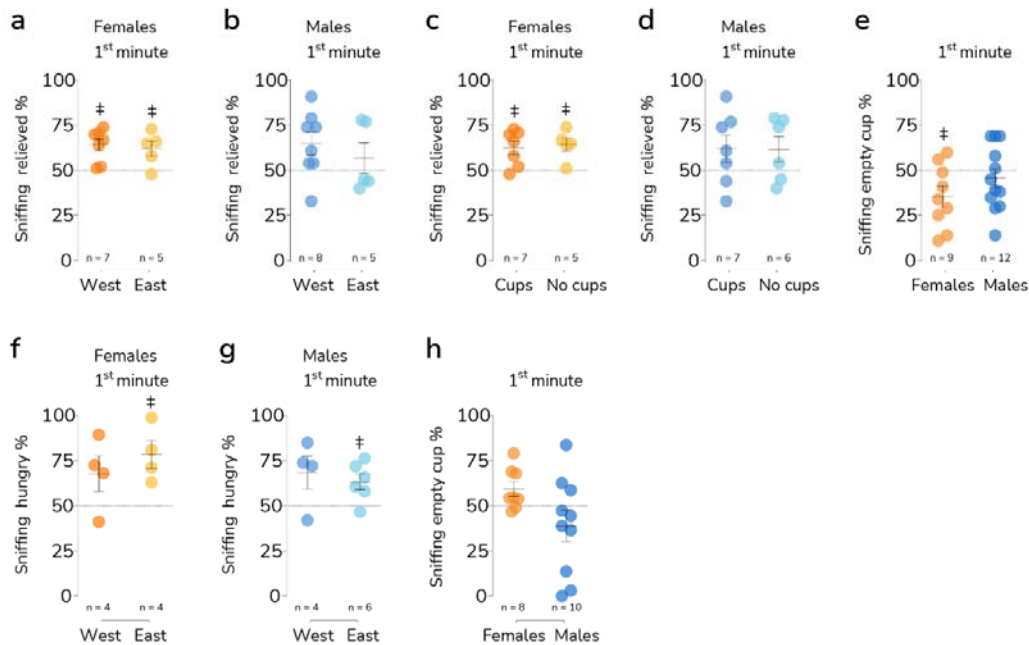 a
Females
1st minute
Sniffing relieved %
100
75
50
25
0
‡
‡
n = 7
n = 5
West
East
b
Males
1st minute
Sniffing relieved %
100
75
50
25
0
n = 8
n = 5
West
East
c
Females
1st minute
Sniffing relieved %
100
75
50
25
0
‡
‡
n = 7
n = 5
Cups
No cups
d
Males
1st minute
Sniffing relieved %
100
75
50
25
0
n = 7
n = 6
Cups
No cups
e
1st minute
Sniffing empty cup %
100
75
50
25
0
‡
n = 9
n = 12
Females
Males
f
Females
1st minute
Sniffing hungry %
100
75
50
25
0
‡
n = 4
n = 4
West
East
g
Males
1st minute
Sniffing hungry %
100
75
50
25
0
‡
n = 4
n = 6
West
East
h
1st minute
Sniffing empty cup %
100
75
50
25
0
n = 8
n = 10
Females
Males